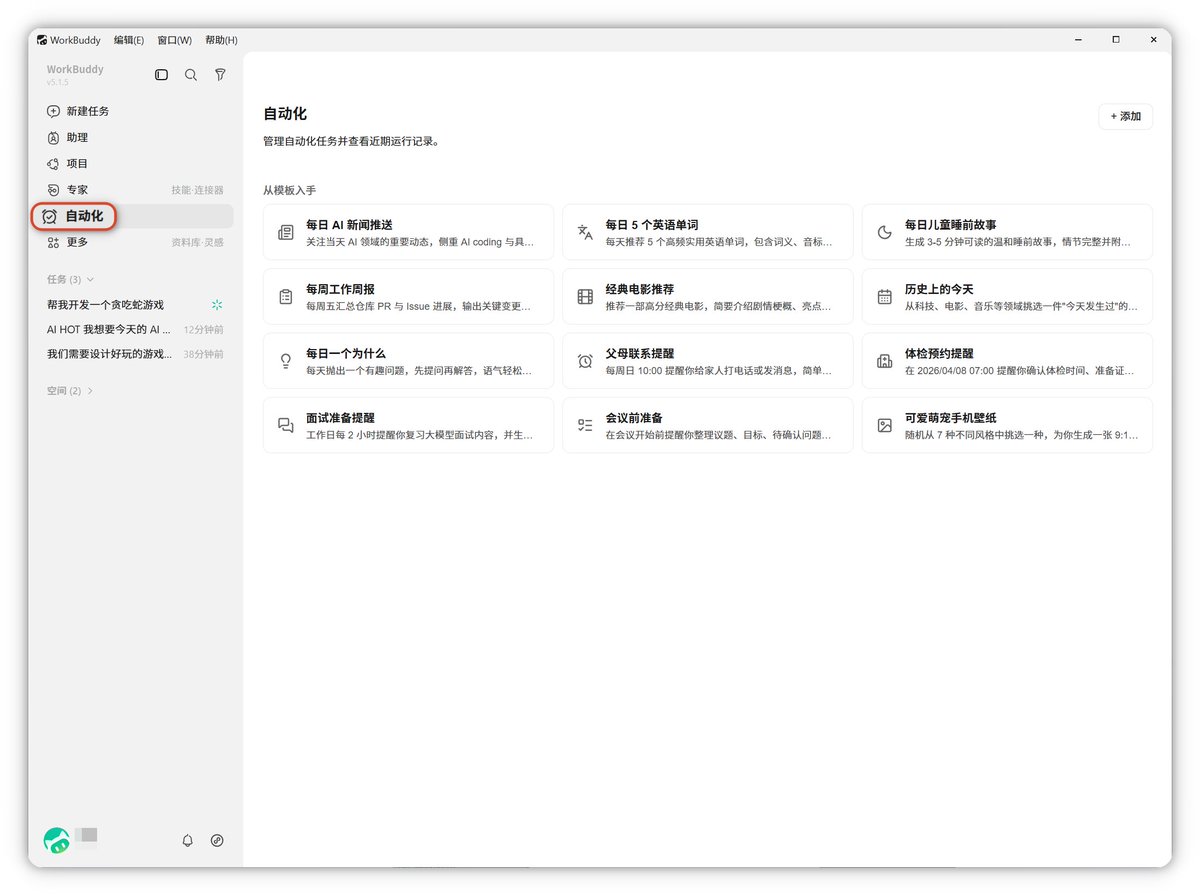 WorkBuddy 编辑(E) 窗口(W) 帮助(H)
WorkBuddy
v5.1.5
新建任务
助理
项目
专家 技能·连接器
自动化
更多 资料库·灵感
任务 (3)
帮我开发一个贪吃蛇游戏
AI HOT 我想要今天的 AI ... 12分钟前
我们需要设计好玩的游戏... 38分钟前
空间 (2)
自动化
+ 添加
管理自动化任务并查看近期运行记录。
从模板入手
每日 AI 新闻推送
关注当天 AI 领域的重要动态，侧重 AI coding 与具...
每日 5 个英语单词
每天推荐 5 个高频实用英语单词，包含词义、音标...
每日儿童睡前故事
生成 3-5 分钟可读的温和睡前故事，情节完整并附...
每周工作周报
每周五汇总仓库 PR 与 Issue 进展，输出关键变更...
经典电影推荐
推荐一部高分经典电影，简要介绍剧情梗概、亮点...
历史上的今天
从科技、电影、音乐等领域挑选一件"今天发生过"的...
每日一个为什么
每天抛出一个有趣问题，先提问再解答，语气轻松...
父母联系提醒
每周日 10:00 提醒你给家人打电话或发消息，简单...
体检预约提醒
在 2026/04/08 07:00 提醒你确认体检时间、准备证...
面试准备提醒
工作日每 2 小时提醒你复习大模型面试内容，并生...
会议前准备
在会议开始前提醒你整理议题、目标、待确认问题...
可爱萌宠手机壁纸
随机从 7 种不同风格中挑选一种，为你生成一张 9:1...